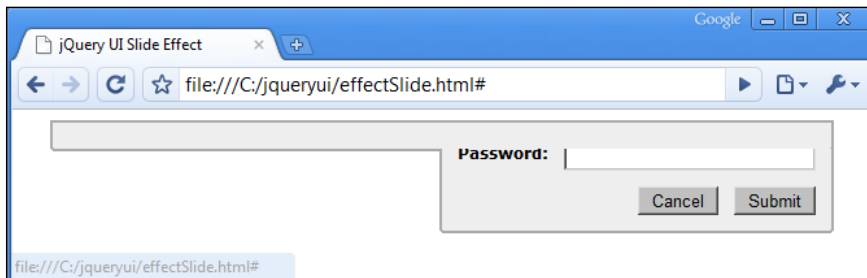 Google
jQuery UI Slide Effect
file:///C:/jqueryui/effectSlide.html#
Password:
Cancel Submit
file:///C:/jqueryui/effectSlide.html#